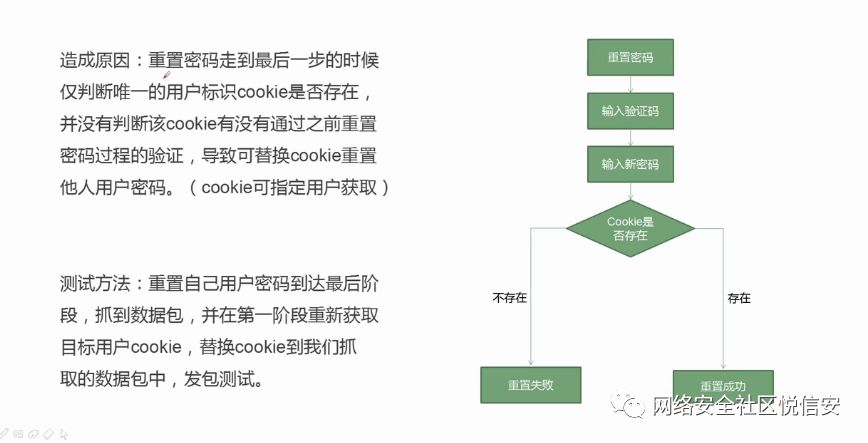 造成原因：重置密码走到最后一步的时候
仅判断唯一的用户标识cookie是否存在，
并没有判断该cookie有没有通过之前重置
密码过程的验证，导致可替换cookie重置
他人用户密码。（cookie可指定用户获取）
测试方法：重置自己用户密码到达最后阶
段，抓到数据包，并在第一阶段重新获取
目标用户cookie，替换cookie到我们抓
取的数据包中，发包测试。
重置密码
输入验证码
输入新密码
Cookie是
否存在
不存在
存在
重置失败
重置成功
网络安全社区悦信安